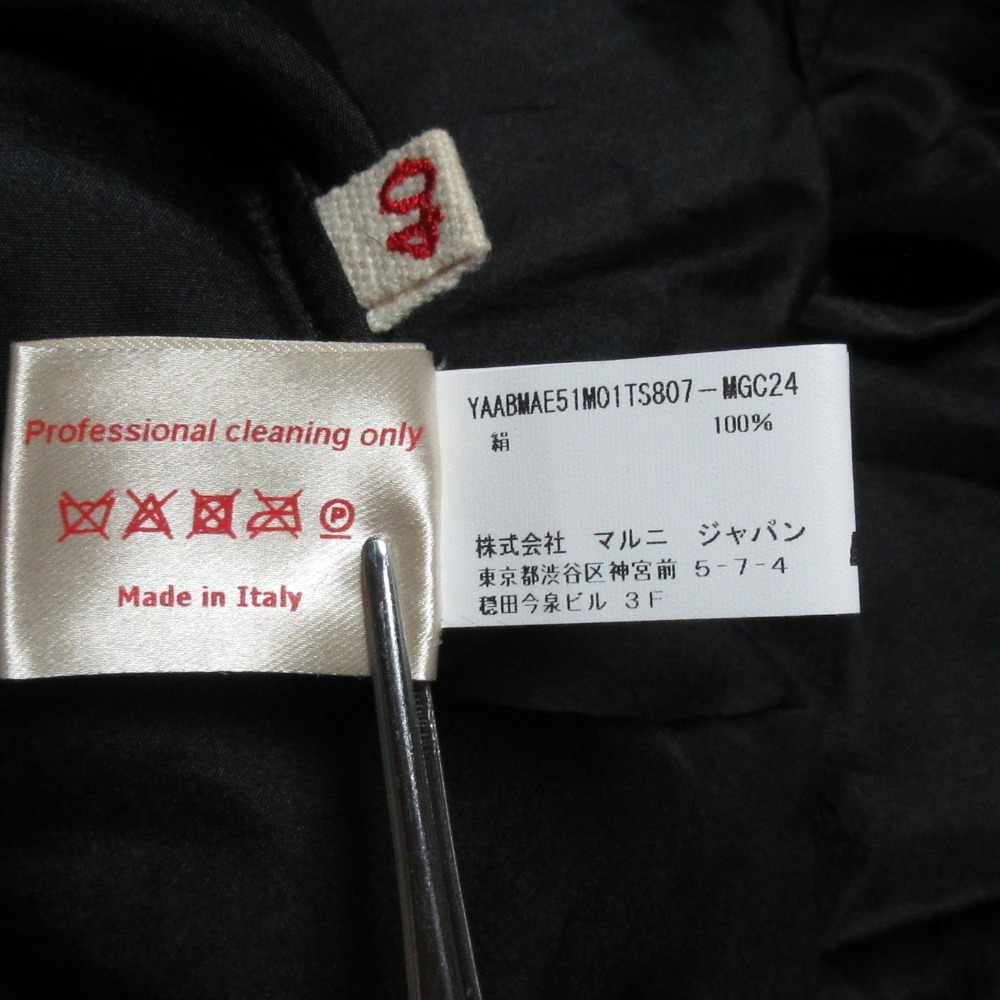 40
Professional cleaning only
P
Made in Italy
YAABMAE51M01TS807-MGC24
絹 100%
株式会社 マルニ ジャパン
東京都渋谷区神宮前 5-7-4
穏田今泉ビル 3F